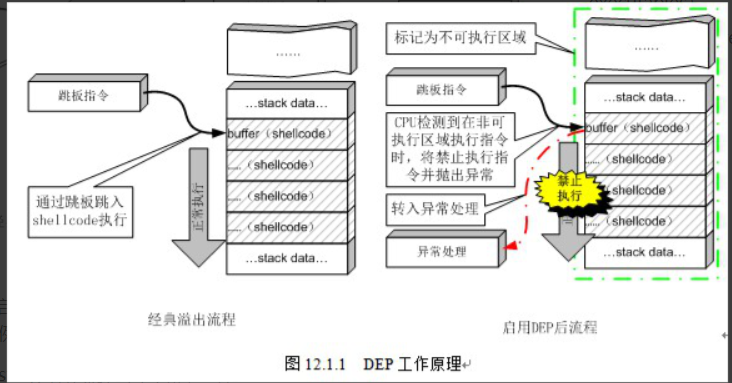 ……
跳板指令
…stack data…
buffer（shellcode）
……（shellcode）
……（shellcode）
……（shellcode）
…stack data…
正常执行
通过跳板跳入
shellcode执行
经典溢出流程
标记为不可执行区域
……
跳板指令
CPU检测到在非可
执行区域执行指令
时，将禁止执行指
令并抛出异常
转入异常处理
异常处理
…stack data…
buffer（shellcode）
……（shellcode）
……（shellcode）
……（shellcode）
…stack data…
禁止
执行
启用DEP后流程
图 12.1.1 DEP 工作原理